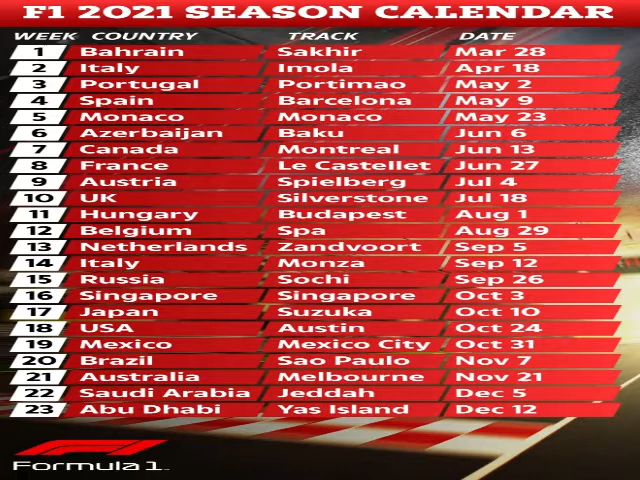 F1 2021 SEASON CALENDAR
WEEK COUNTRY TRACK DATE
1 Bahrain Sakhir Mar 28
2 Italy Imola Apr 18
3 Portugal Portimao May 2
4 Spain Barcelona May 9
5 Monaco Monaco May 23
6 Azerbaijan Baku Jun 6
7 Canada Montreal Jun 13
8 France Le Castellet Jun 27
9 Austria Spielberg Jul 4
10 UK Silverstone Jul 18
11 Hungary Budapest Aug 1
12 Belgium Spa Aug 29
13 Netherlands Zandvoort Sep 5
14 Italy Monza Sep 12
15 Russia Sochi Sep 26
16 Singapore Singapore Oct 3
17 Japan Suzuka Oct 10
18 USA Austin Oct 24
19 Mexico Mexico City Oct 31
20 Brazil Sao Paulo Nov 7
21 Australia Melbourne Nov 21
22 Saudi Arabia Jeddah Dec 5
23 Abu Dhabi Yas Island Dec 12
Formula 1